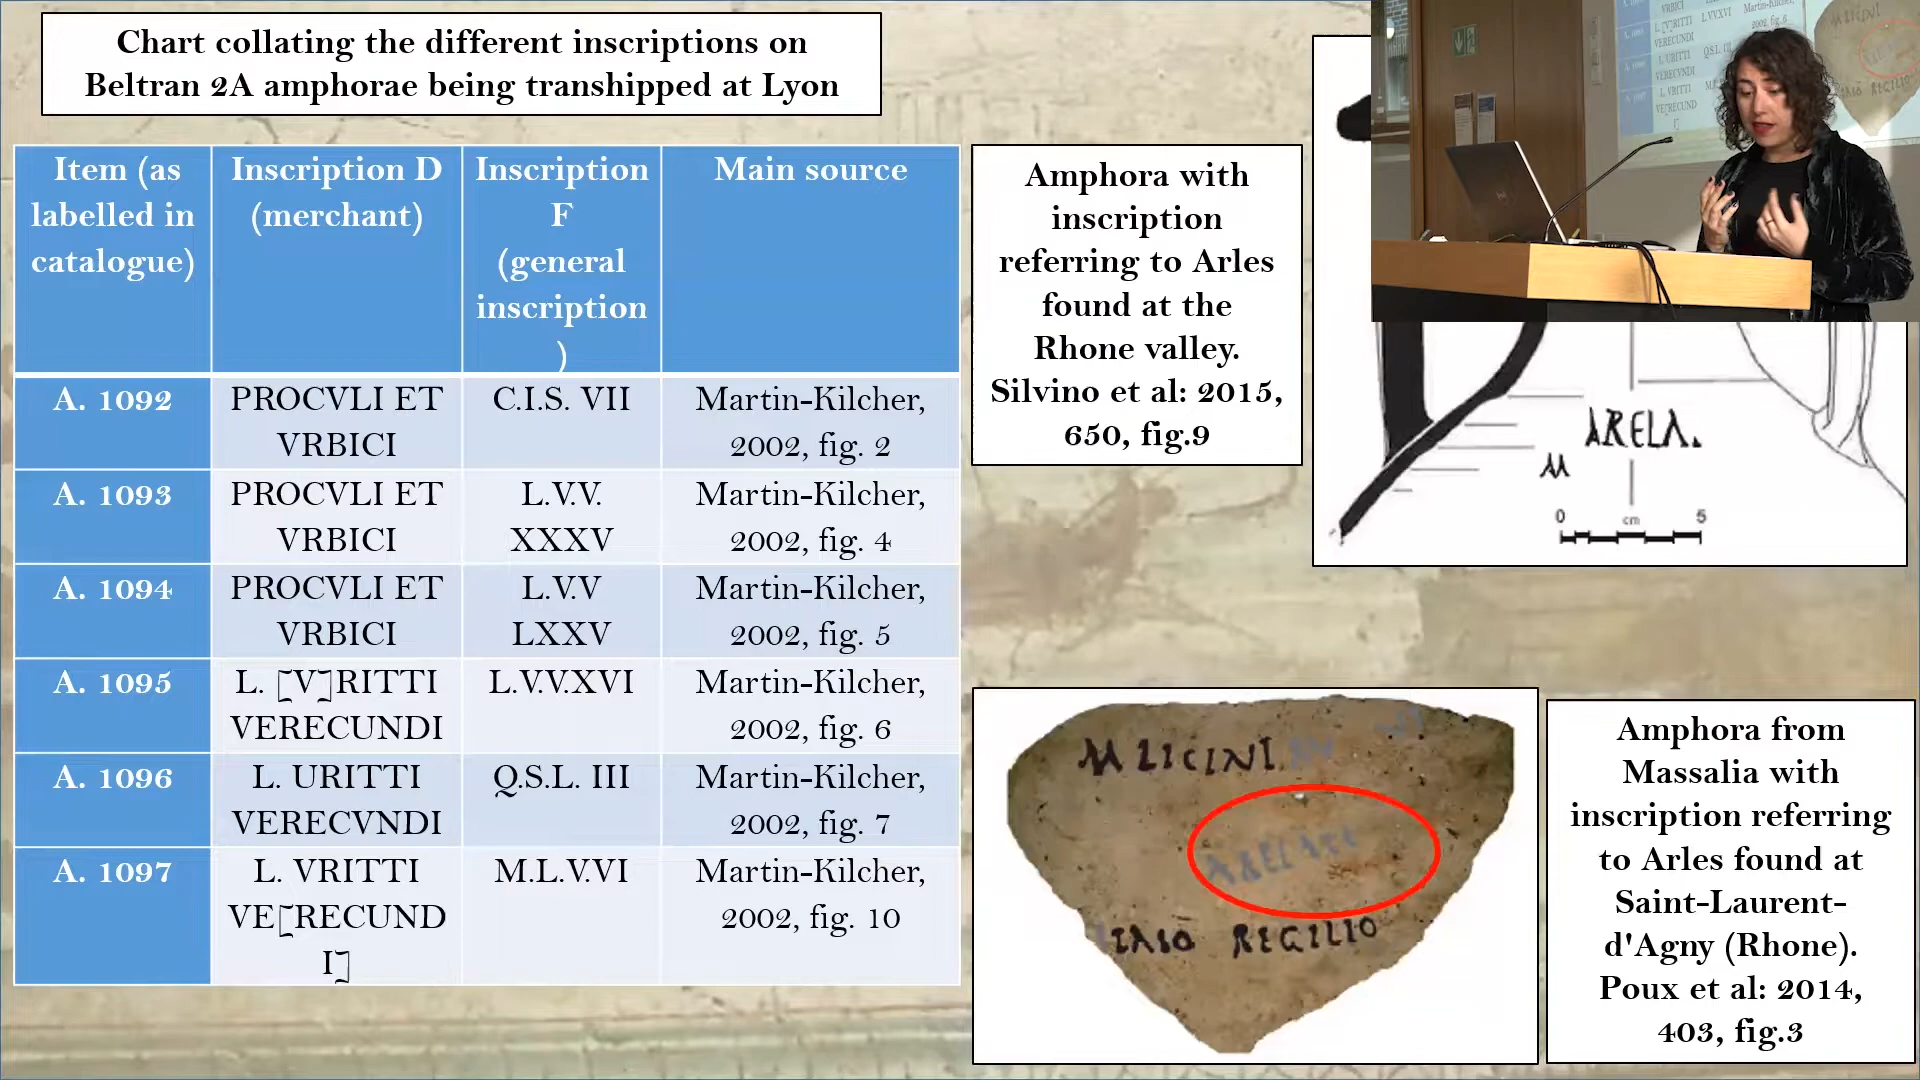 Chart collating the different inscriptions on
Beltran 2A amphorae being transhipped at Lyon
Item (as
labelled in
catalogue)
Inscription D
(merchant)
Inscription
F
(general
inscription
)
Main source
A. 1092
PROCVLI ET
VRBICI
C.I.S. VII
Martin-Kilcher,
2002, fig. 2
A. 1093
PROCVLI ET
VRBICI
L.V.V.
XXXV
Martin-Kilcher,
2002, fig. 4
A. 1094
PROCVLI ET
VRBICI
L.V.V
LXXV
Martin-Kilcher,
2002, fig. 5
A. 1095
L. [V]RITTI
VERECUNDI
L.V.V.XVI
Martin-Kilcher,
2002, fig. 6
A. 1096
L. URITTI
VERECVNDI
Q.S.L. III
Martin-Kilcher,
2002, fig. 7
A. 1097
L. VRITTI
VE[RECUND
I]
M.L.V.VI
Martin-Kilcher,
2002, fig. 10
Amphora with
inscription
referring to Arles
found at the
Rhone valley.
Silvino et al: 2015,
650, fig.9
ARELA.
M
0 cm 5
M LICINI
ARELATE
REGILIO
Amphora from
Massalia with
inscription referring
to Arles found at
Saint-Laurent-
d'Agny (Rhone).
Poux et al: 2014,
403, fig.3